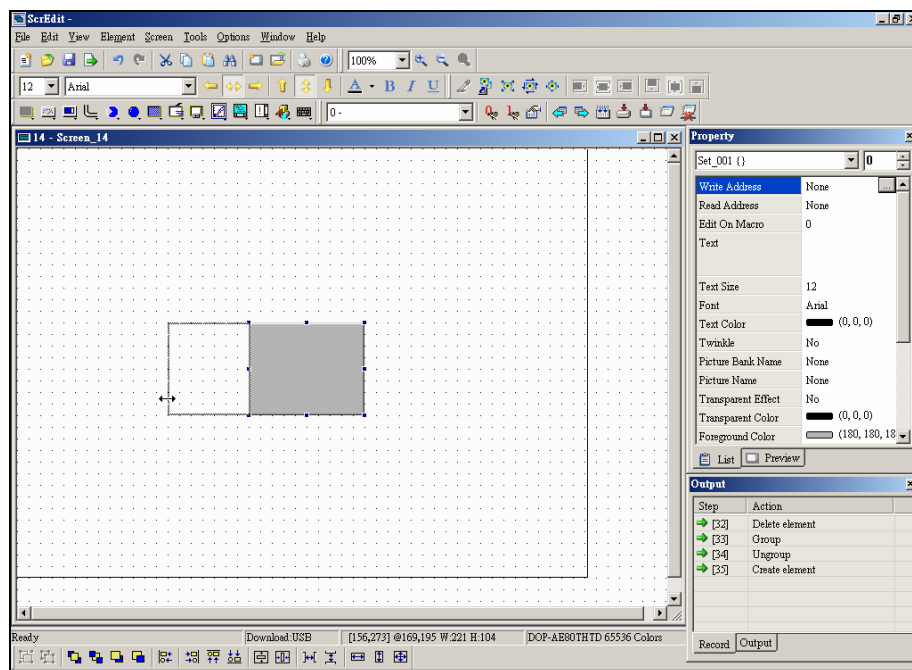 ScrEdit -
File Edit View Element Screen Tools Options Window Help
100%
12 Arial A B I U
0 -
14 - Screen_14
Property
Set_001 {} 0
Write Address None ...
Read Address None
Edit On Macro 0
Text
Text Size 12
Font Arial
Text Color (0, 0, 0)
Twinkle No
Picture Bank Name None
Picture Name None
Transparent Effect No
Transparent Color (0, 0, 0)
Foreground Color (180, 180, 18
List Preview
Output
Step Action
[32] Delete element
[33] Group
[34] Ungroup
[35] Create element
Record Output
Ready Download:USB [156,273] @169,195 W:221 H:104 DOP-AE80THTD 65536 Colors